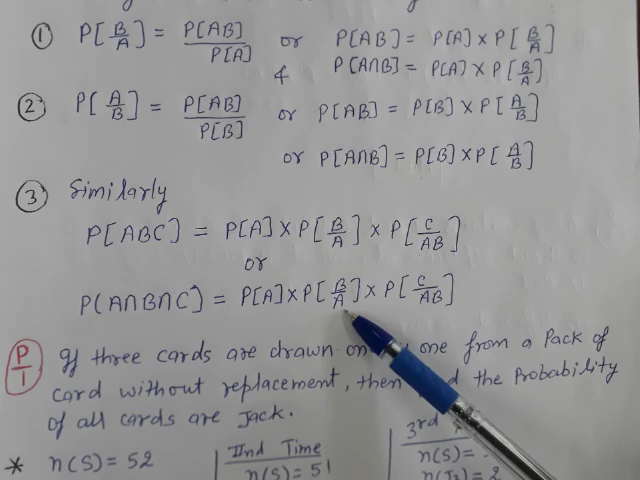 ① P[B/A] = P[AB]/P[A] or P[AB] = P[A] × P[B/A]
& P[A∩B] = P[A] × P[B/A]
② P[A/B] = P[AB]/P[B] or P[AB] = P[B] × P[A/B]
or P[A∩B] = P[B] × P[A/B]
③ Similarly
P[ABC] = P[A] × P[B/A] × P[C/AB]
or
P(A∩B∩C) = P[A] × P[B/A] × P[C/AB]
P/1 If three cards are drawn one from a Pack of
card without replacement, then the Probability
of all cards are Jack.
* n(S) = 52 | IInd Time | 3rd
n(S) = 51 | n(S) =
n(J₃) = 2